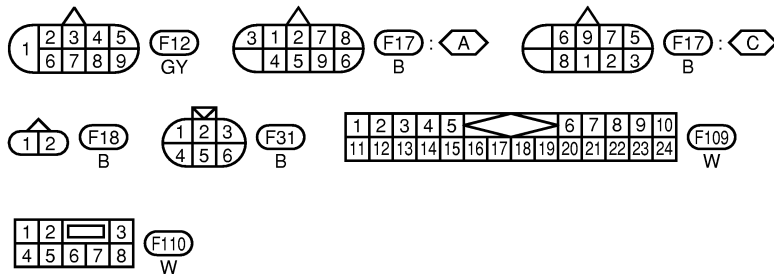 1 2 3 4 5 F12
6 7 8 9
GY
3 1 2 7 8 F17 : A
4 5 9 6
B
6 9 7 5 F17 : C
8 1 2 3
B
1 2 F18
B
1 2 3 F31
4 5 6
B
1 2 3 4 5 6 7 8 9 10 F109
11 12 13 14 15 16 17 18 19 20 21 22 23 24
W
1 2 3 F110
4 5 6 7 8
W